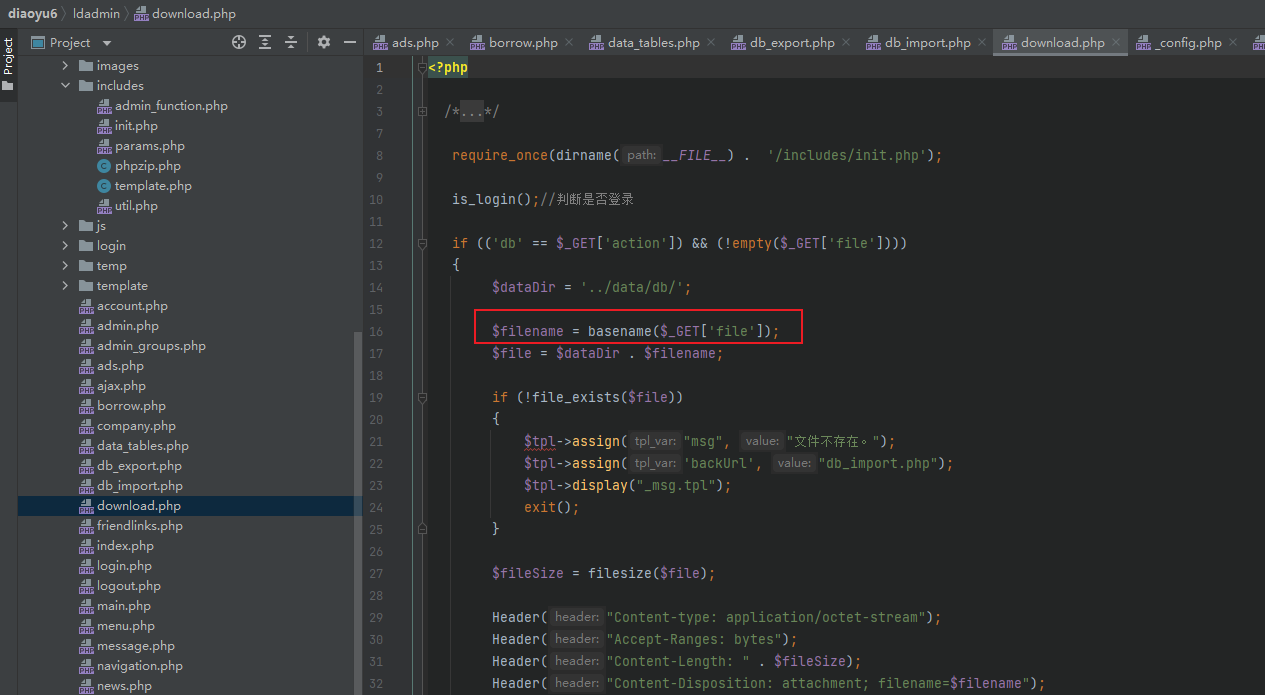 diaoyu6 ldadmin download.php
Project
Project
ads.php borrow.php data_tables.php db_export.php db_import.php download.php _config.php
images
includes
admin_function.php
init.php
params.php
phpzip.php
template.php
util.php
js
login
temp
template
account.php
admin.php
admin_groups.php
ads.php
ajax.php
borrow.php
company.php
data_tables.php
db_export.php
db_import.php
download.php
friendlinks.php
index.php
login.php
logout.php
main.php
menu.php
message.php
navigation.php
news.php
1 <?php
2
3 /*...*/
7
8 require_once(dirname( path: __FILE__) . '/includes/init.php');
9
10 is_login();//判断是否登录
11
12 if (('db' == $_GET['action']) && (!empty($_GET['file'])))
13 {
14 $dataDir = '../data/db/';
15
16 $filename = basename($_GET['file']);
17 $file = $dataDir . $filename;
18
19 if (!file_exists($file))
20 {
21 $tpl->assign( tpl_var: "msg", value: "文件不存在。");
22 $tpl->assign( tpl_var: 'backUrl', value: "db_import.php");
23 $tpl->display("_msg.tpl");
24 exit();
25 }
26
27 $fileSize = filesize($file);
28
29 Header( header: "Content-type: application/octet-stream");
30 Header( header: "Accept-Ranges: bytes");
31 Header( header: "Content-Length: " . $fileSize);
32 Header( header: "Content-Disposition: attachment; filename=$filename");